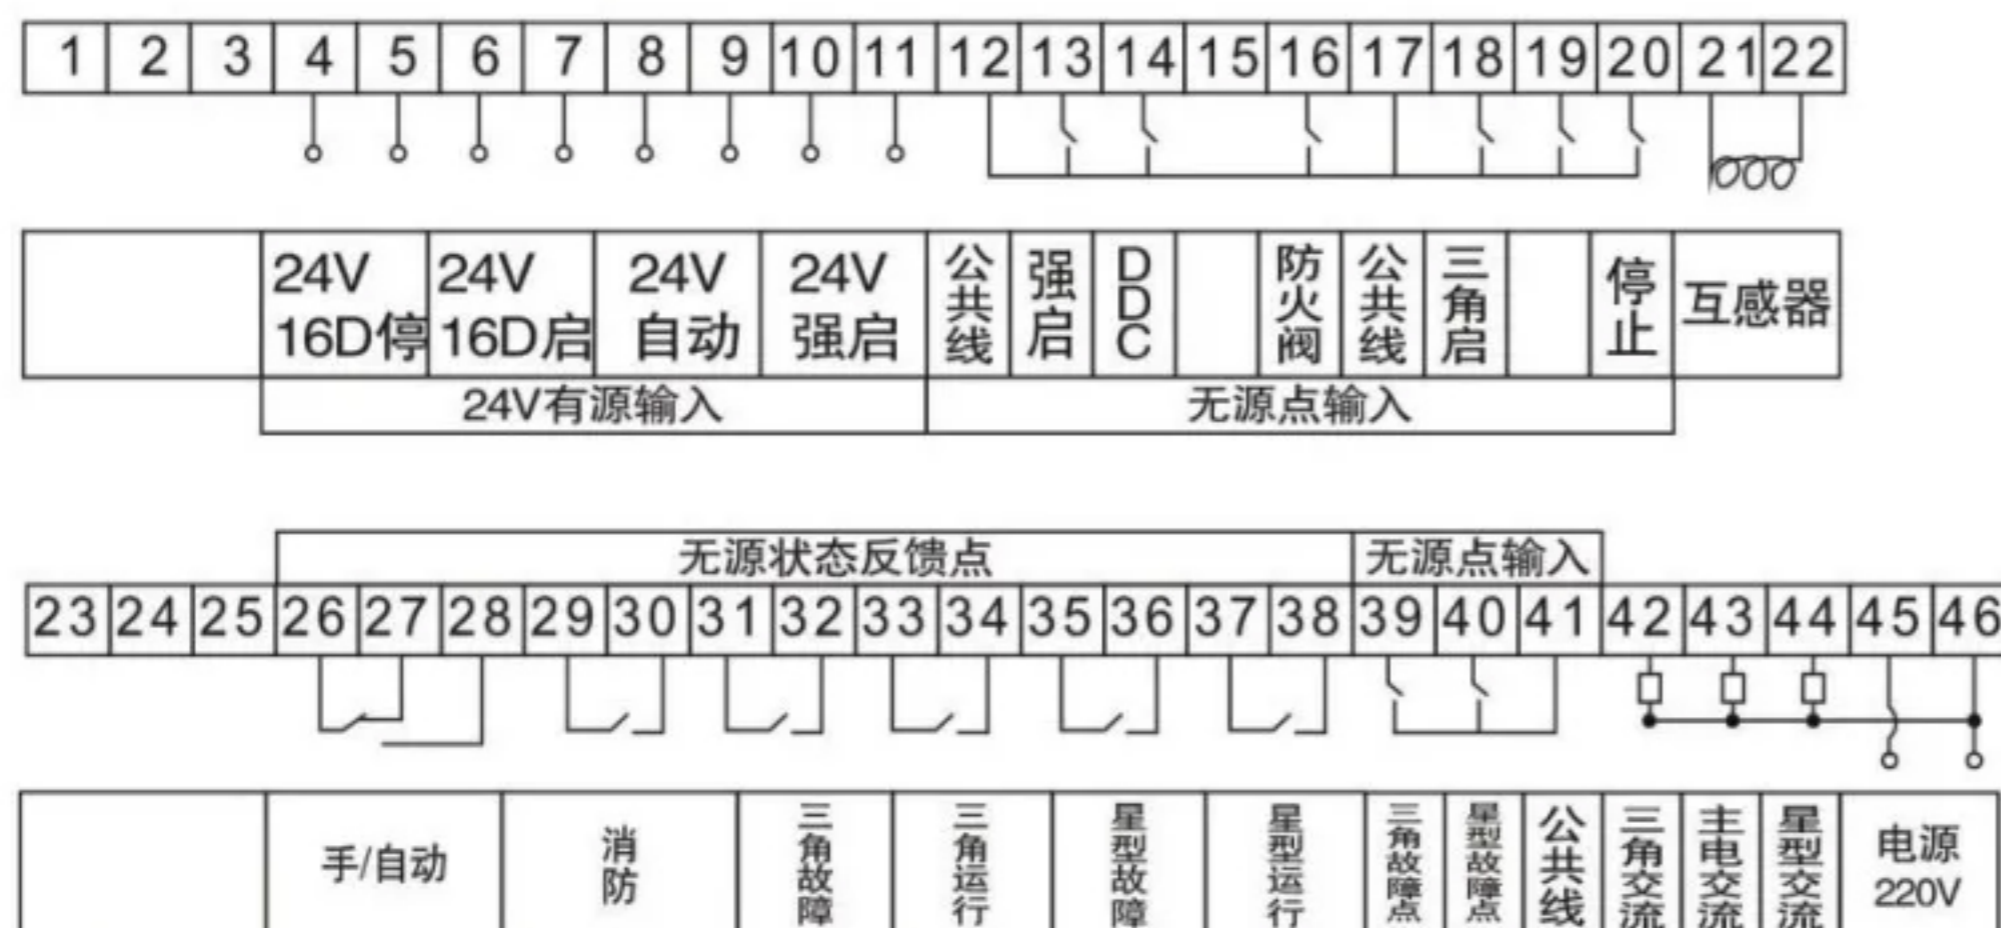 1 2 3 4 5 6 7 8 9 10 11 12 13 14 15 16 17 18 19 20 21 22
24V 16D停
24V 16D启
24V 自动
24V 强启
公共线
强启
DDC
防火阀
公共线
三角启
停止
互感器
24V有源输入
无源点输入
无源状态反馈点
无源点输入
23 24 25 26 27 28 29 30 31 32 33 34 35 36 37 38 39 40 41 42 43 44 45 46
手/自动
消防
三角故障
三角运行
星型故障
星型运行
三角故障点
星型故障点
公共线
三角交流
主电交流
星型交流
电源
220V